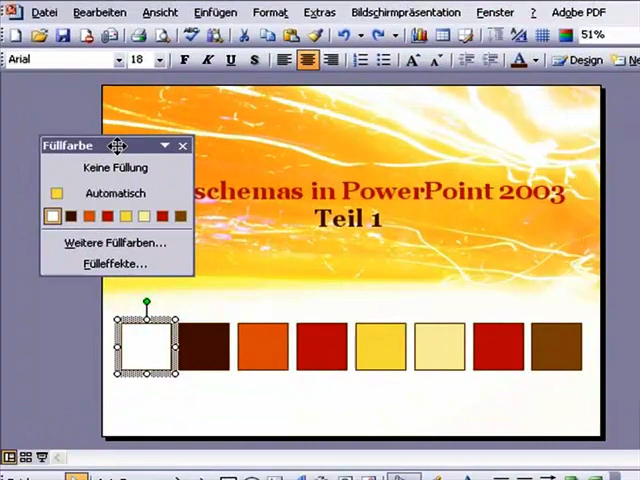 Datei Bearbeiten Ansicht Einfügen Format Extras Bildschirmpräsentation Fenster ? Adobe PDF
51%
Arial 18 F K U S A A A Design Ne
Füllfarbe
Keine Füllung
Automatisch
Weitere Füllfarben...
Fülleffekte...
schemas in PowerPoint 2003
Teil 1